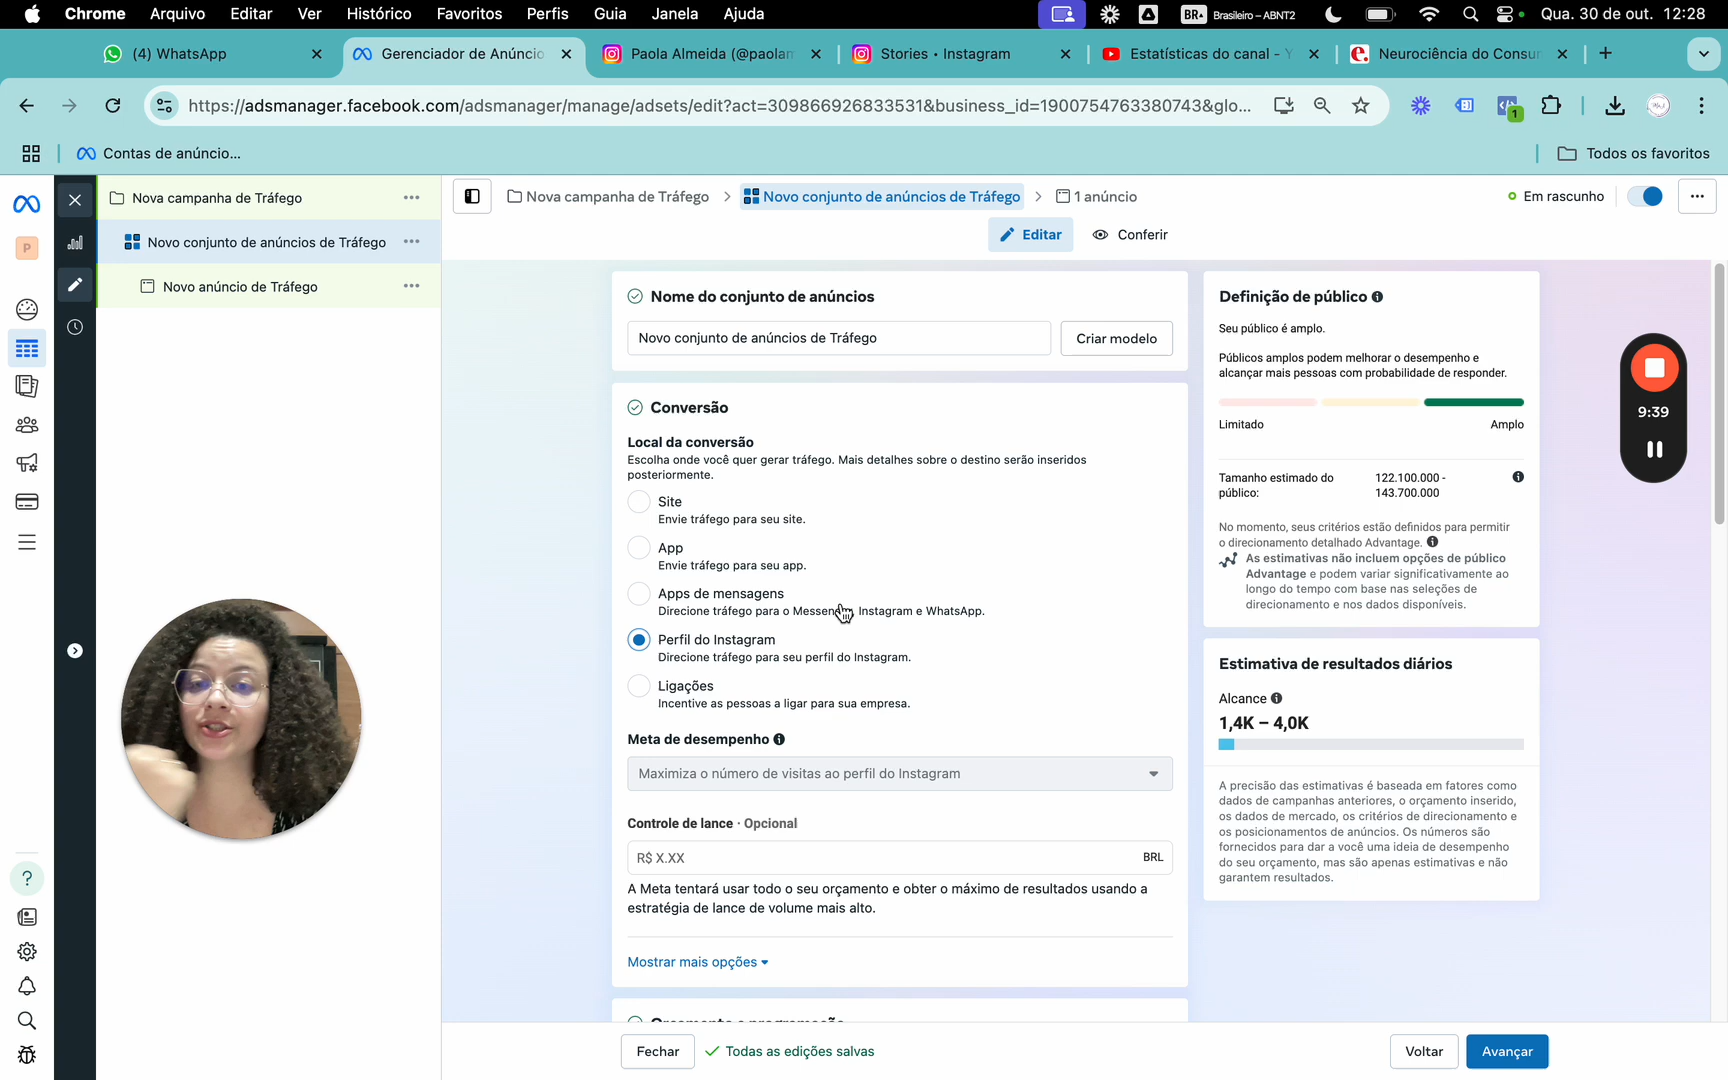 Chrome Arquivo Editar Ver Histórico Favoritos Perfis Guia Janela Ajuda
BR Brasileiro – ABNT2 Qua. 30 de out. 12:28
(4) WhatsApp
Gerenciador de Anúncio
Paola Almeida (@paolam
Stories • Instagram
Estatísticas do canal - Y
Neurociência do Consum
https://adsmanager.facebook.com/adsmanager/manage/adsets/edit?act=309866926833531&business_id=1900754763380743&glo...
1
Contas de anúncio...
Todos os favoritos
P
Nova campanha de Tráfego
Novo conjunto de anúncios de Tráfego
Novo anúncio de Tráfego
Nova campanha de Tráfego
Novo conjunto de anúncios de Tráfego
1 anúncio
Em rascunho
Editar
Conferir
Nome do conjunto de anúncios
Novo conjunto de anúncios de Tráfego
Criar modelo
Conversão
Local da conversão
Escolha onde você quer gerar tráfego. Mais detalhes sobre o destino serão inseridos
posteriormente.
Site
Envie tráfego para seu site.
App
Envie tráfego para seu app.
Apps de mensagens
Direcione tráfego para o Messen Instagram e WhatsApp.
Perfil do Instagram
Direcione tráfego para seu perfil do Instagram.
Ligações
Incentive as pessoas a ligar para sua empresa.
Meta de desempenho
Maximiza o número de visitas ao perfil do Instagram
Controle de lance · Opcional
R$ X.XX
BRL
A Meta tentará usar todo o seu orçamento e obter o máximo de resultados usando a
estratégia de lance de volume mais alto.
Mostrar mais opções
Orçamento e programação
Fechar
Todas as edições salvas
Voltar
Avançar
Definição de público
Seu público é amplo.
Públicos amplos podem melhorar o desempenho e
alcançar mais pessoas com probabilidade de responder.
Limitado
Amplo
Tamanho estimado do
público:
122.100.000 -
143.700.000
No momento, seus critérios estão definidos para permitir
o direcionamento detalhado Advantage.
As estimativas não incluem opções de público
Advantage e podem variar significativamente ao
longo do tempo com base nas seleções de
direcionamento e nos dados disponíveis.
Estimativa de resultados diários
Alcance
1,4K – 4,0K
A precisão das estimativas é baseada em fatores como
dados de campanhas anteriores, o orçamento inserido,
os dados de mercado, os critérios de direcionamento e
os posicionamentos de anúncios. Os números são
fornecidos para dar a você uma ideia de desempenho
do seu orçamento, mas são apenas estimativas e não
garantem resultados.
9:39